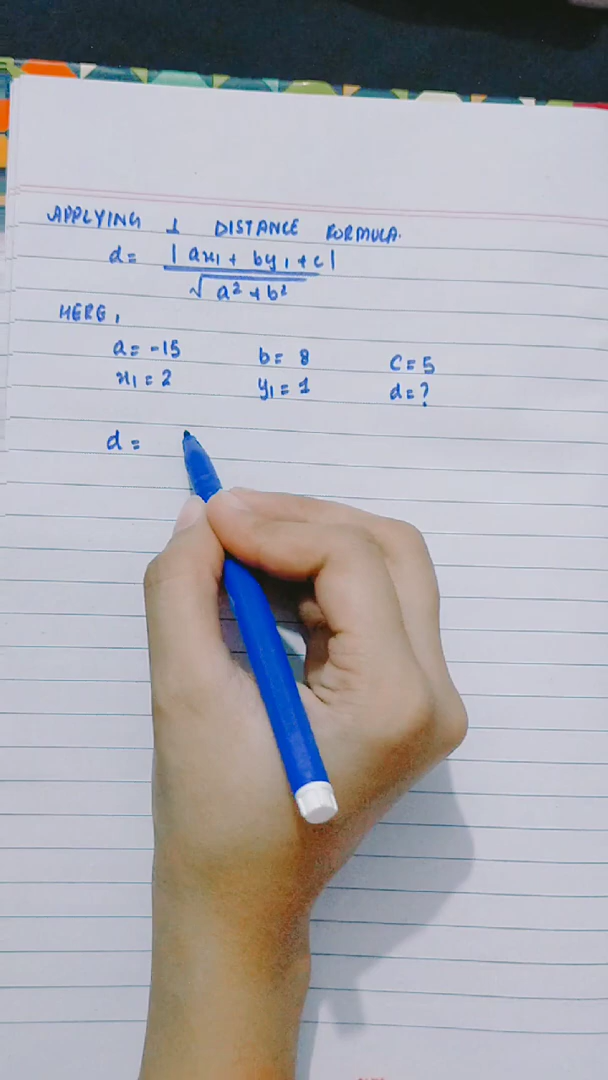 APPLYING ⊥ DISTANCE FORMULA.
d = | ax₁ + by₁ + c |
√ a² + b²
HERE,
a = -15 b = 8 c = 5
x₁ = 2 y₁ = 1 d = ?
d =